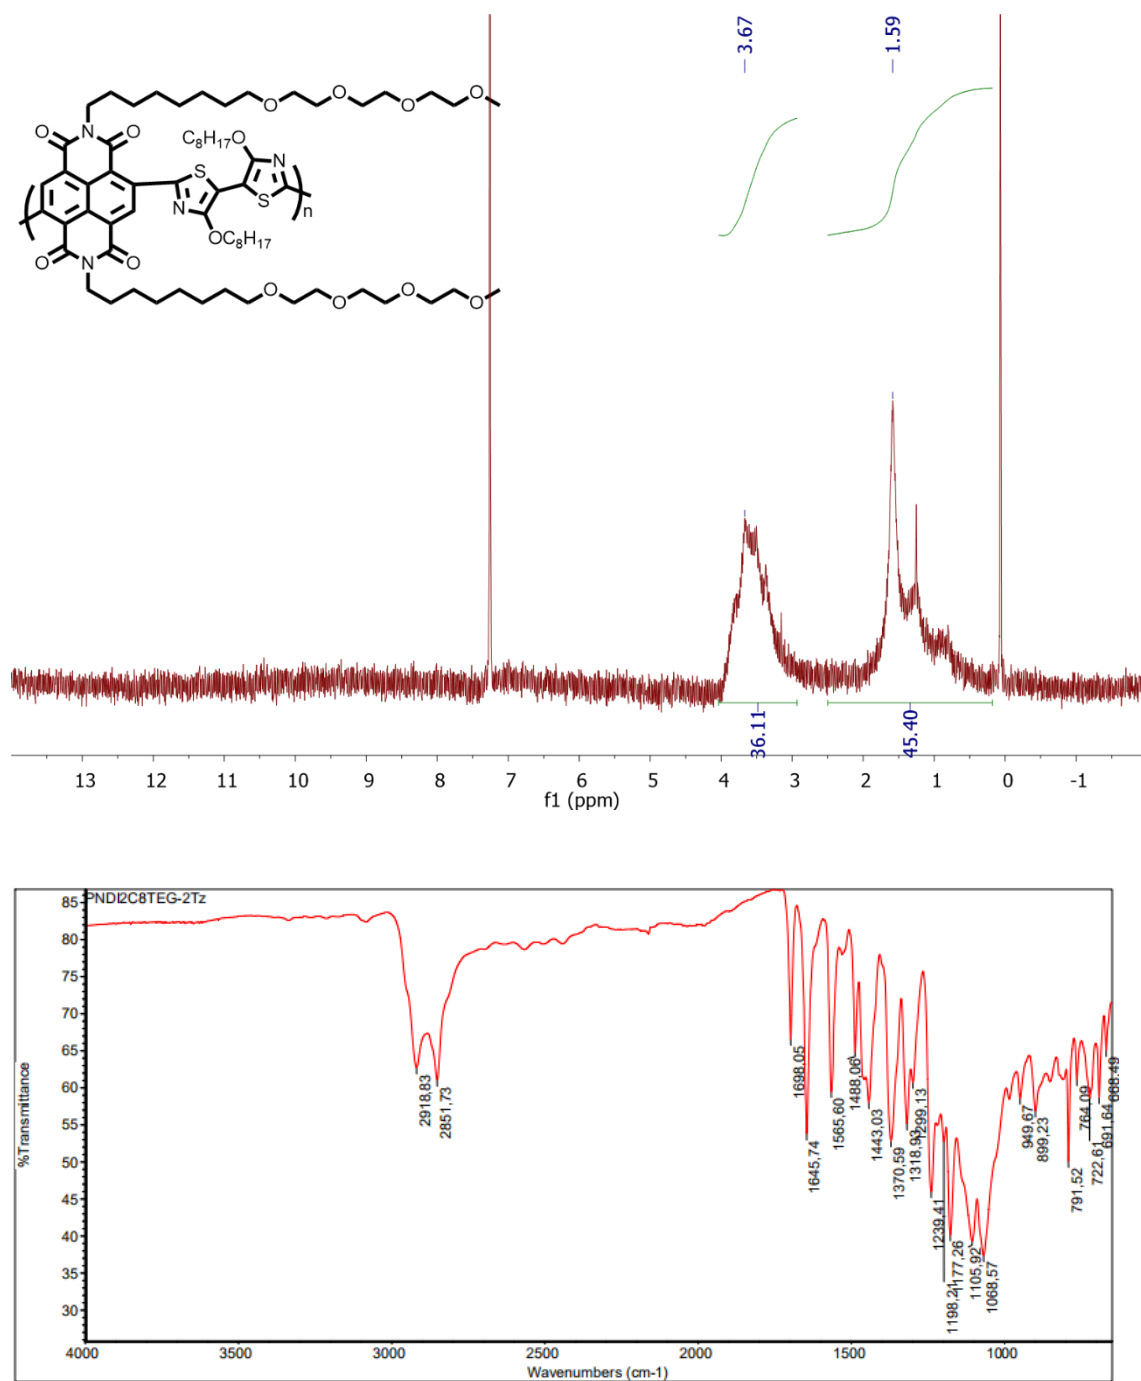 3.67
1.59
O O O O
O N O
C8H17 O N
S
N S n
OC8H17
O N O
O O O O
36.11
45.40
13 12 11 10 9 8 7 6 5 4 3 2 1 0 -1
f1 (ppm)
PNDI2C8TEG-2Tz
85
80
75
70
65
60
55
50
45
40
35
30
%Transmittance
2918,83
2851,73
1698,05
1645,74
1565,60
1488,06
1443,03
1370,59
1318,93
1299,13
1239,41
1198,21
1177,26
1105,92
1068,57
949,67
899,23
791,52
764,09
722,61
691,64
668,49
4000 3500 3000 2500 2000 1500 1000
Wavenumbers (cm-1)